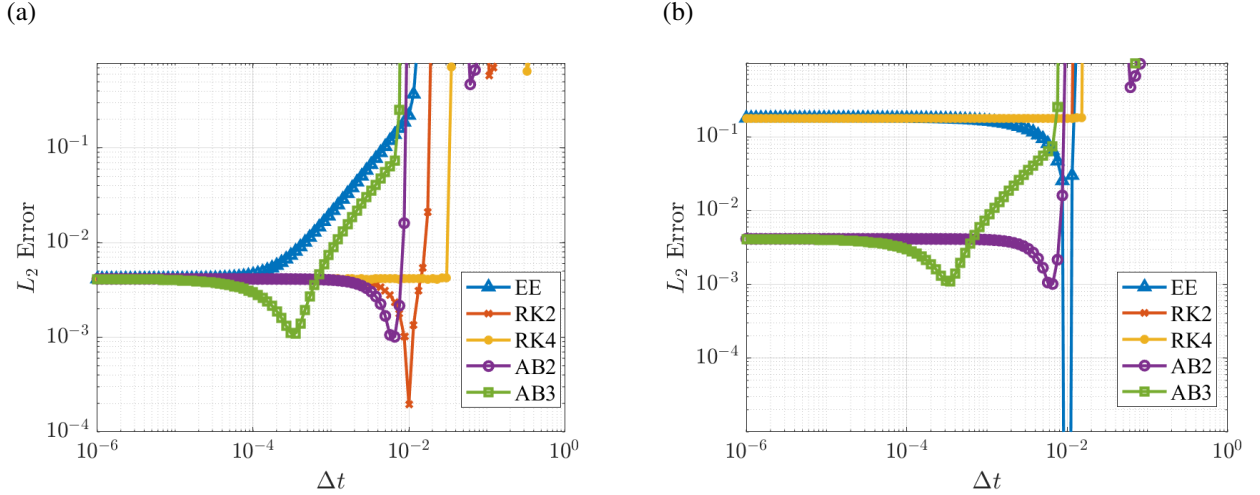 (a)
(b)
10^{-1}
10^{-2}
10^{-3}
10^{-4}
L_2 Error
10^{-6}
10^{-4}
10^{-2}
10^{0}
Δt
EE
RK2
RK4
AB2
AB3
10^{-1}
10^{-2}
10^{-3}
10^{-4}
L_2 Error
10^{-6}
10^{-4}
10^{-2}
10^{0}
Δt
EE
RK2
RK4
AB2
AB3